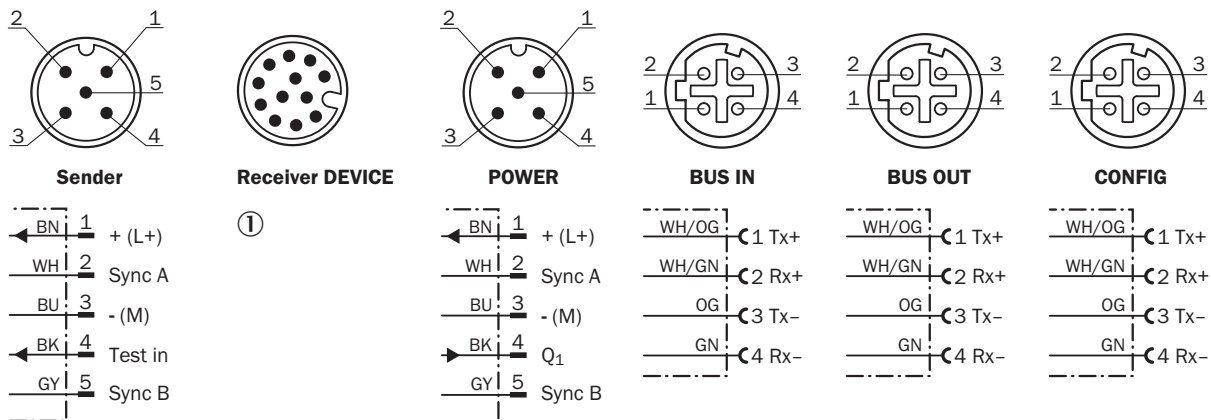 2 1
5
3 4
Sender
BN 1 + (L+)
WH 2 Sync A
BU 3 - (M)
BK 4 Test in
GY 5 Sync B
Receiver DEVICE
①
2 1
5
3 4
POWER
BN 1 + (L+)
WH 2 Sync A
BU 3 - (M)
BK 4 Q1
GY 5 Sync B
2 3
1 4
BUS IN
WH/OG 1 Tx+
WH/GN 2 Rx+
OG 3 Tx–
GN 4 Rx–
2 3
1 4
BUS OUT
WH/OG 1 Tx+
WH/GN 2 Rx+
OG 3 Tx–
GN 4 Rx–
2 3
1 4
CONFIG
WH/OG 1 Tx+
WH/GN 2 Rx+
OG 3 Tx–
GN 4 Rx–